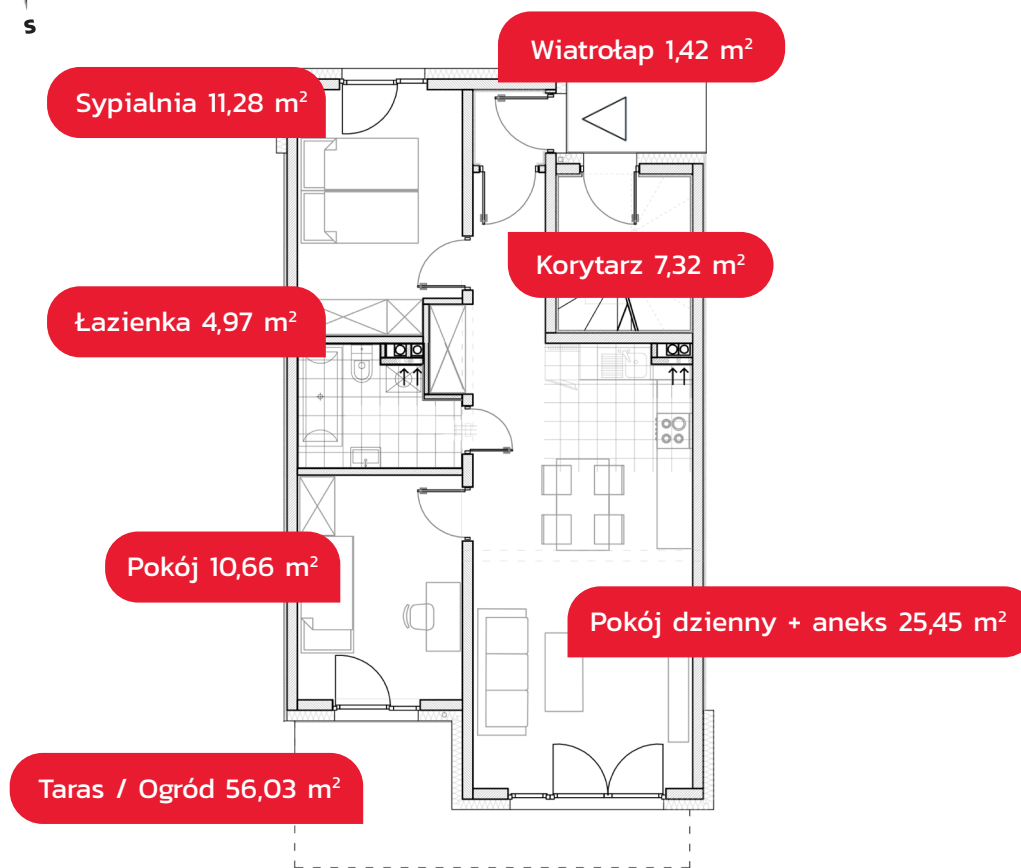 S
Wiatrołap 1,42 m²
Sypialnia 11,28 m²
Korytarz 7,32 m²
Łazienka 4,97 m²
Pokój 10,66 m²
Pokój dzienny + aneks 25,45 m²
Taras / Ogród 56,03 m²